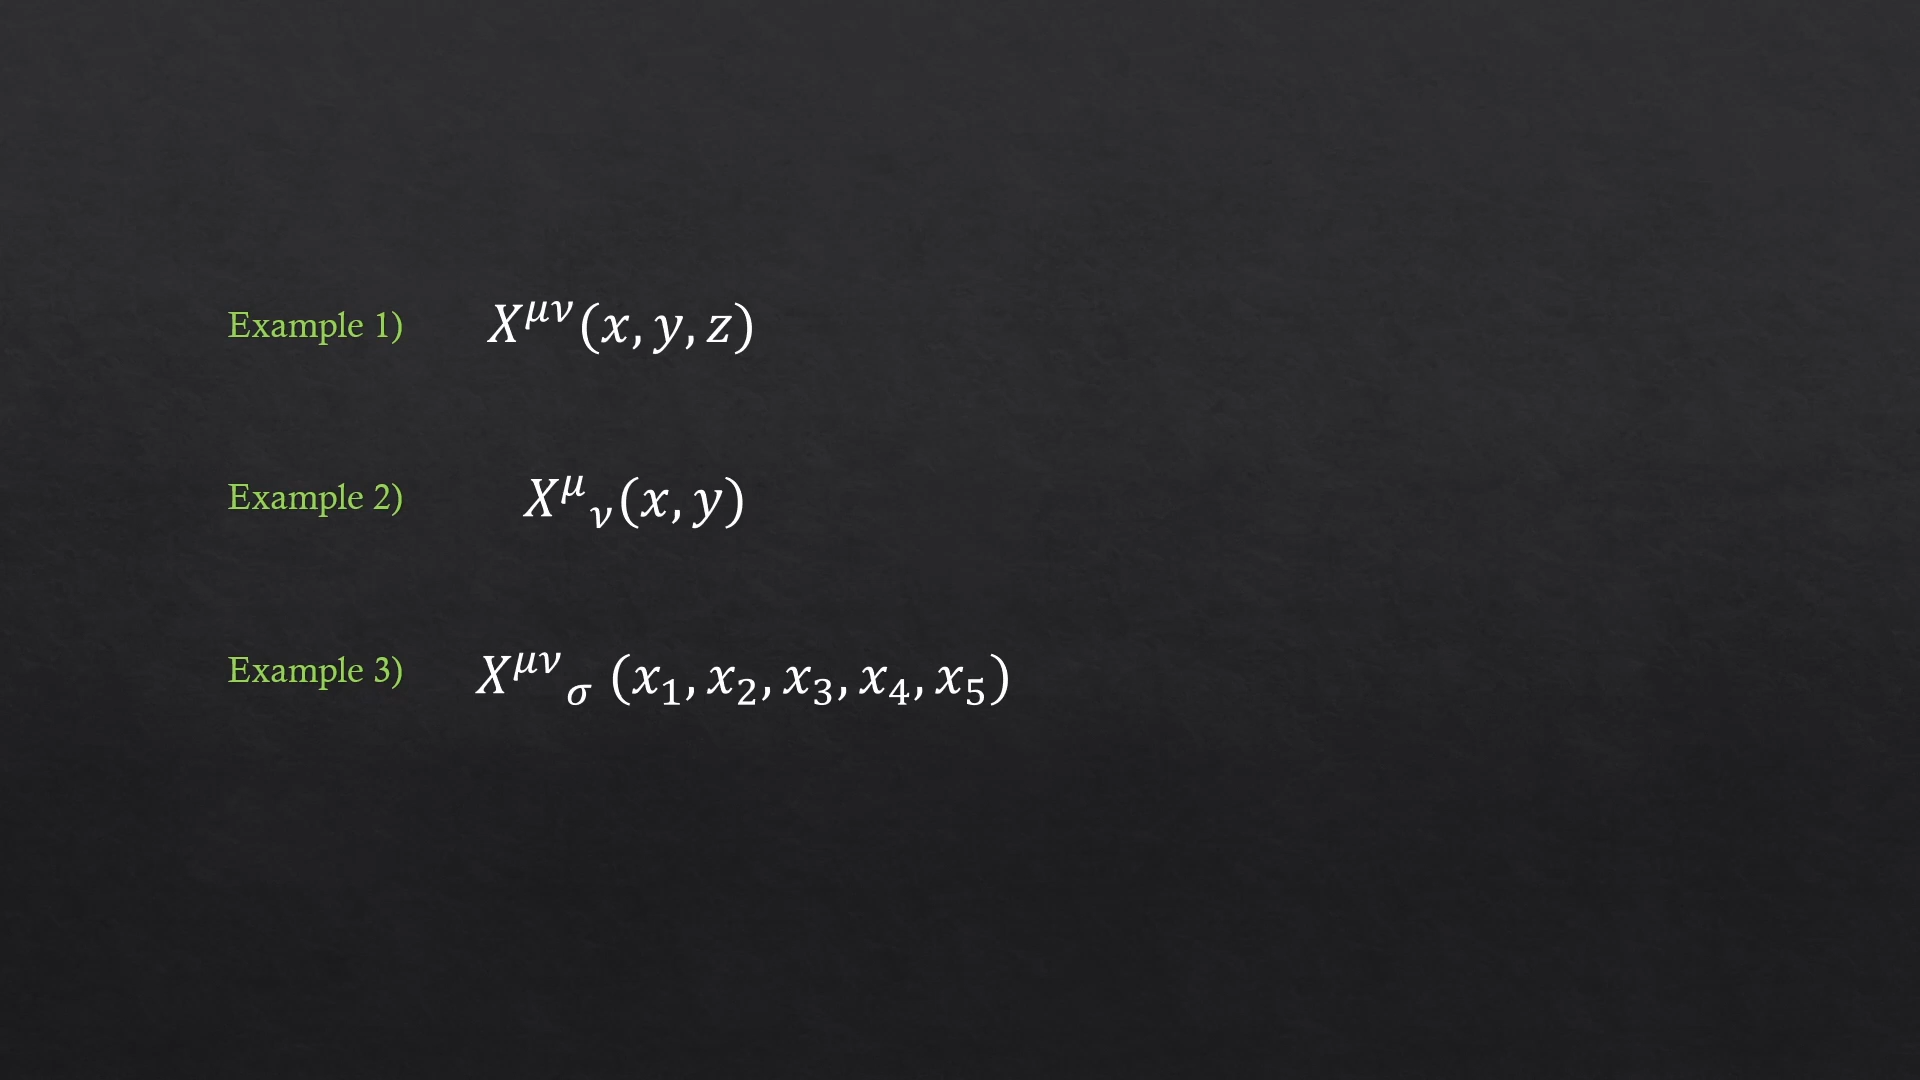 Example 1) X^{μν}(x, y, z)
Example 2) X^{μ}_{ν}(x, y)
Example 3) X^{μν}_{σ} (x_1, x_2, x_3, x_4, x_5)